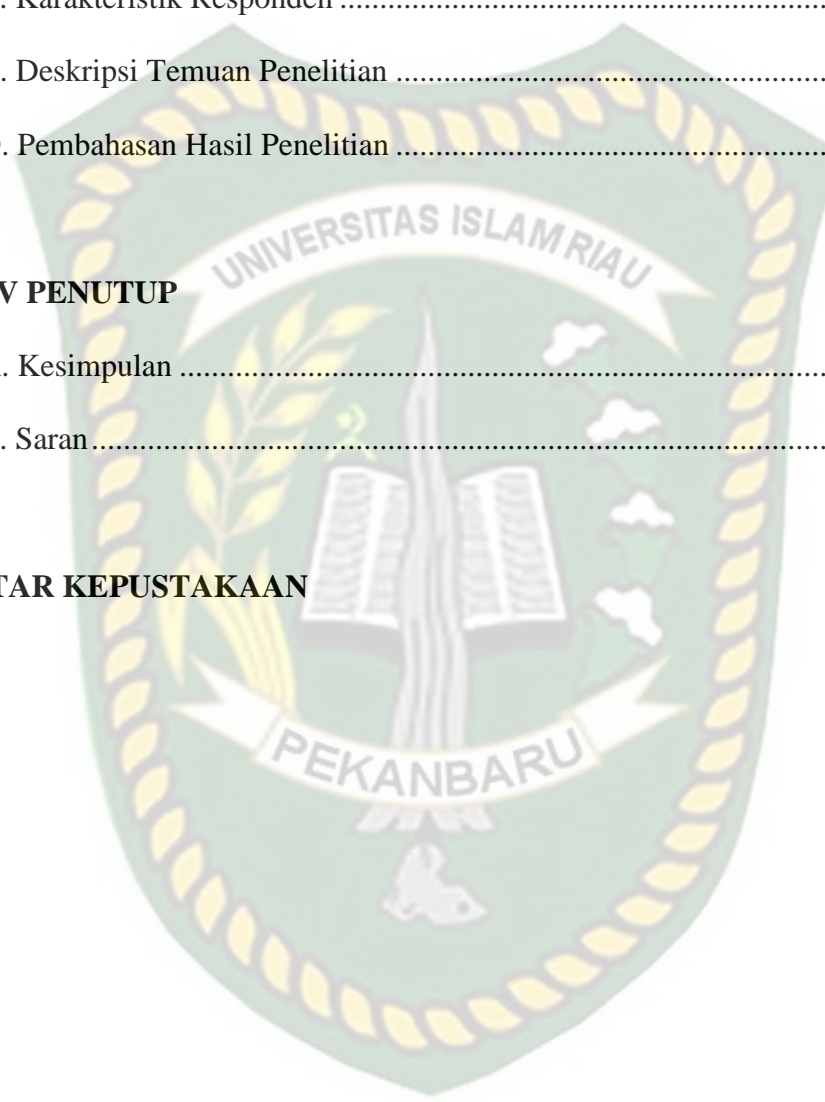 . Karakteristik Responden ..............................................................
. Deskripsi Temuan Penelitian ........................................................
. Pembahasan Hasil Penelitian ........................................................
UNIVERSITAS ISLAM RIAU
V PENUTUP
. Kesimpulan ...................................................................................
. Saran ..............................................................................................
TAR KEPUSTAKAAN
PEKANBARU